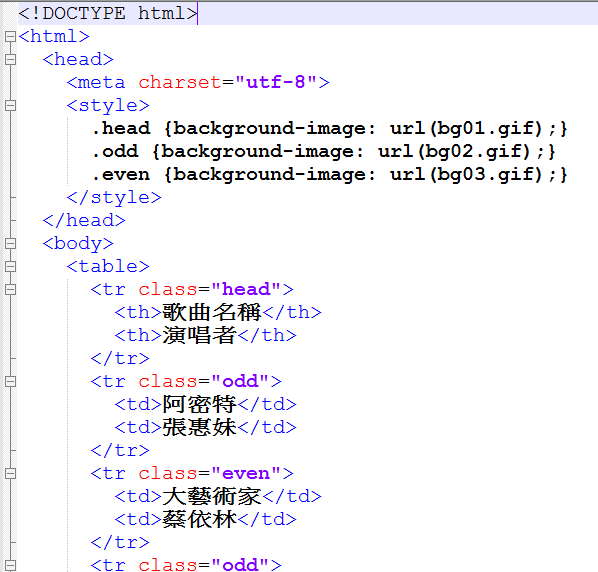 <!DOCTYPE html>
<html>
<head>
<meta charset="utf-8">
<style>
.head {background-image: url(bg01.gif);}
.odd {background-image: url(bg02.gif);}
.even {background-image: url(bg03.gif);}
</style>
</head>
<body>
<table>
<tr class="head">
<th>歌曲名稱</th>
<th>演唱者</th>
</tr>
<tr class="odd">
<td>阿密特</td>
<td>張惠妹</td>
</tr>
<tr class="even">
<td>大藝術家</td>
<td>蔡依林</td>
</tr>
<tr class="odd">